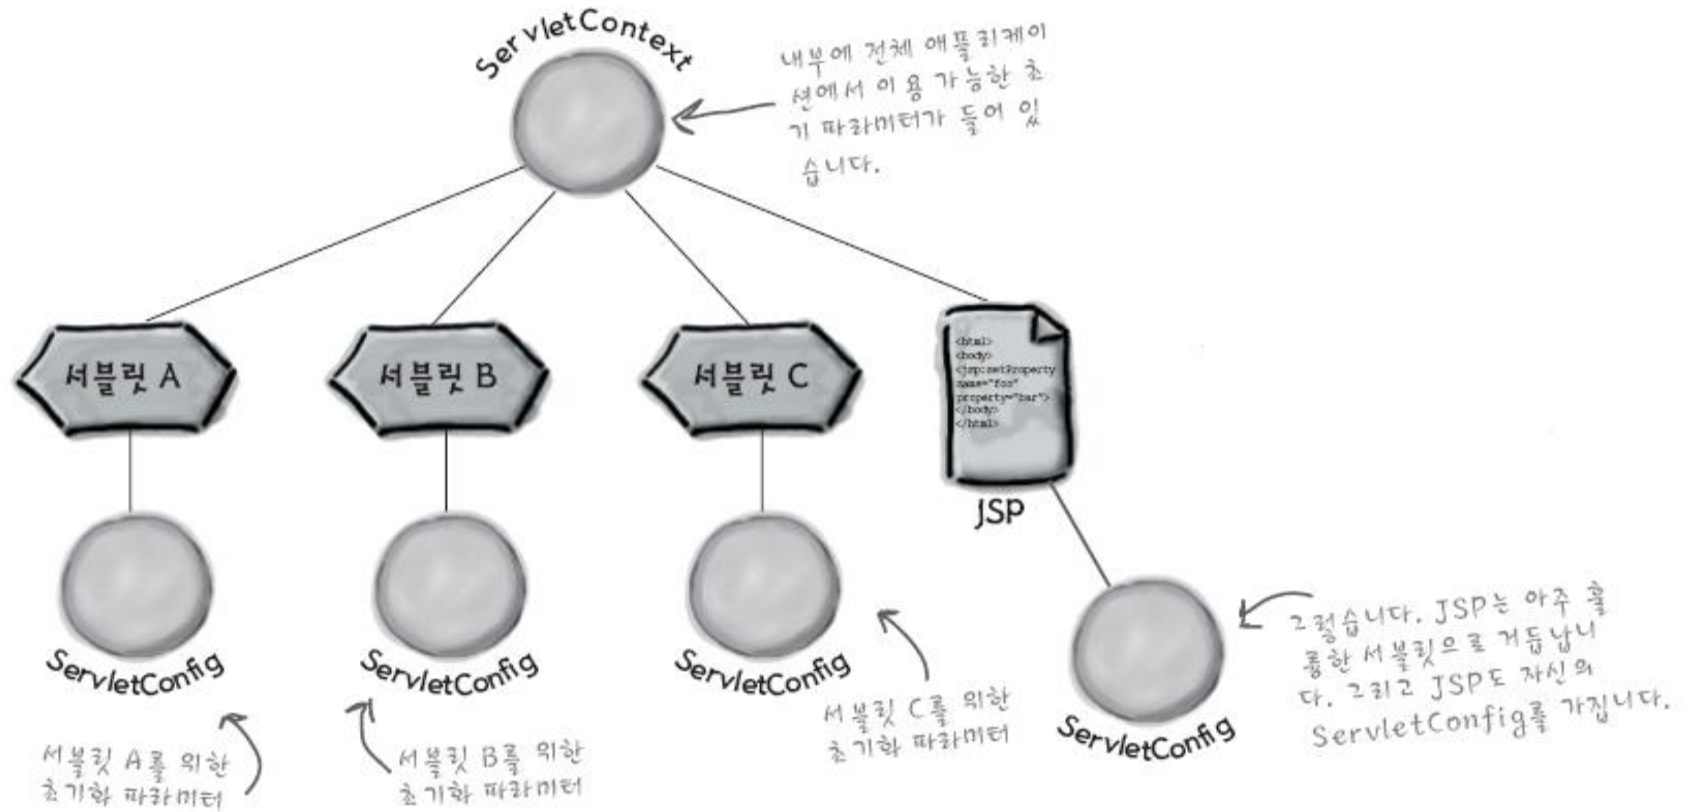 ServletContext
내부에 전체 애플리케이
션에서 이용 가능한 초
기 파라미터가 들어 있
습니다.
서블릿 A
서블릿 B
서블릿 C
<html>
<body>
<jsp:setProperty
name="foo"
property="bar">
</body>
</html>
JSP
ServletConfig
ServletConfig
ServletConfig
ServletConfig
서블릿 A를 위한
초기화 파라미터
서블릿 B를 위한
초기화 파라미터
서블릿 C를 위한
초기화 파라미터
그렇습니다. JSP는 아주 훌
륭한 서블릿으로 거듭납니
다. 그리고 JSP도 자신의
ServletConfig를 가집니다.